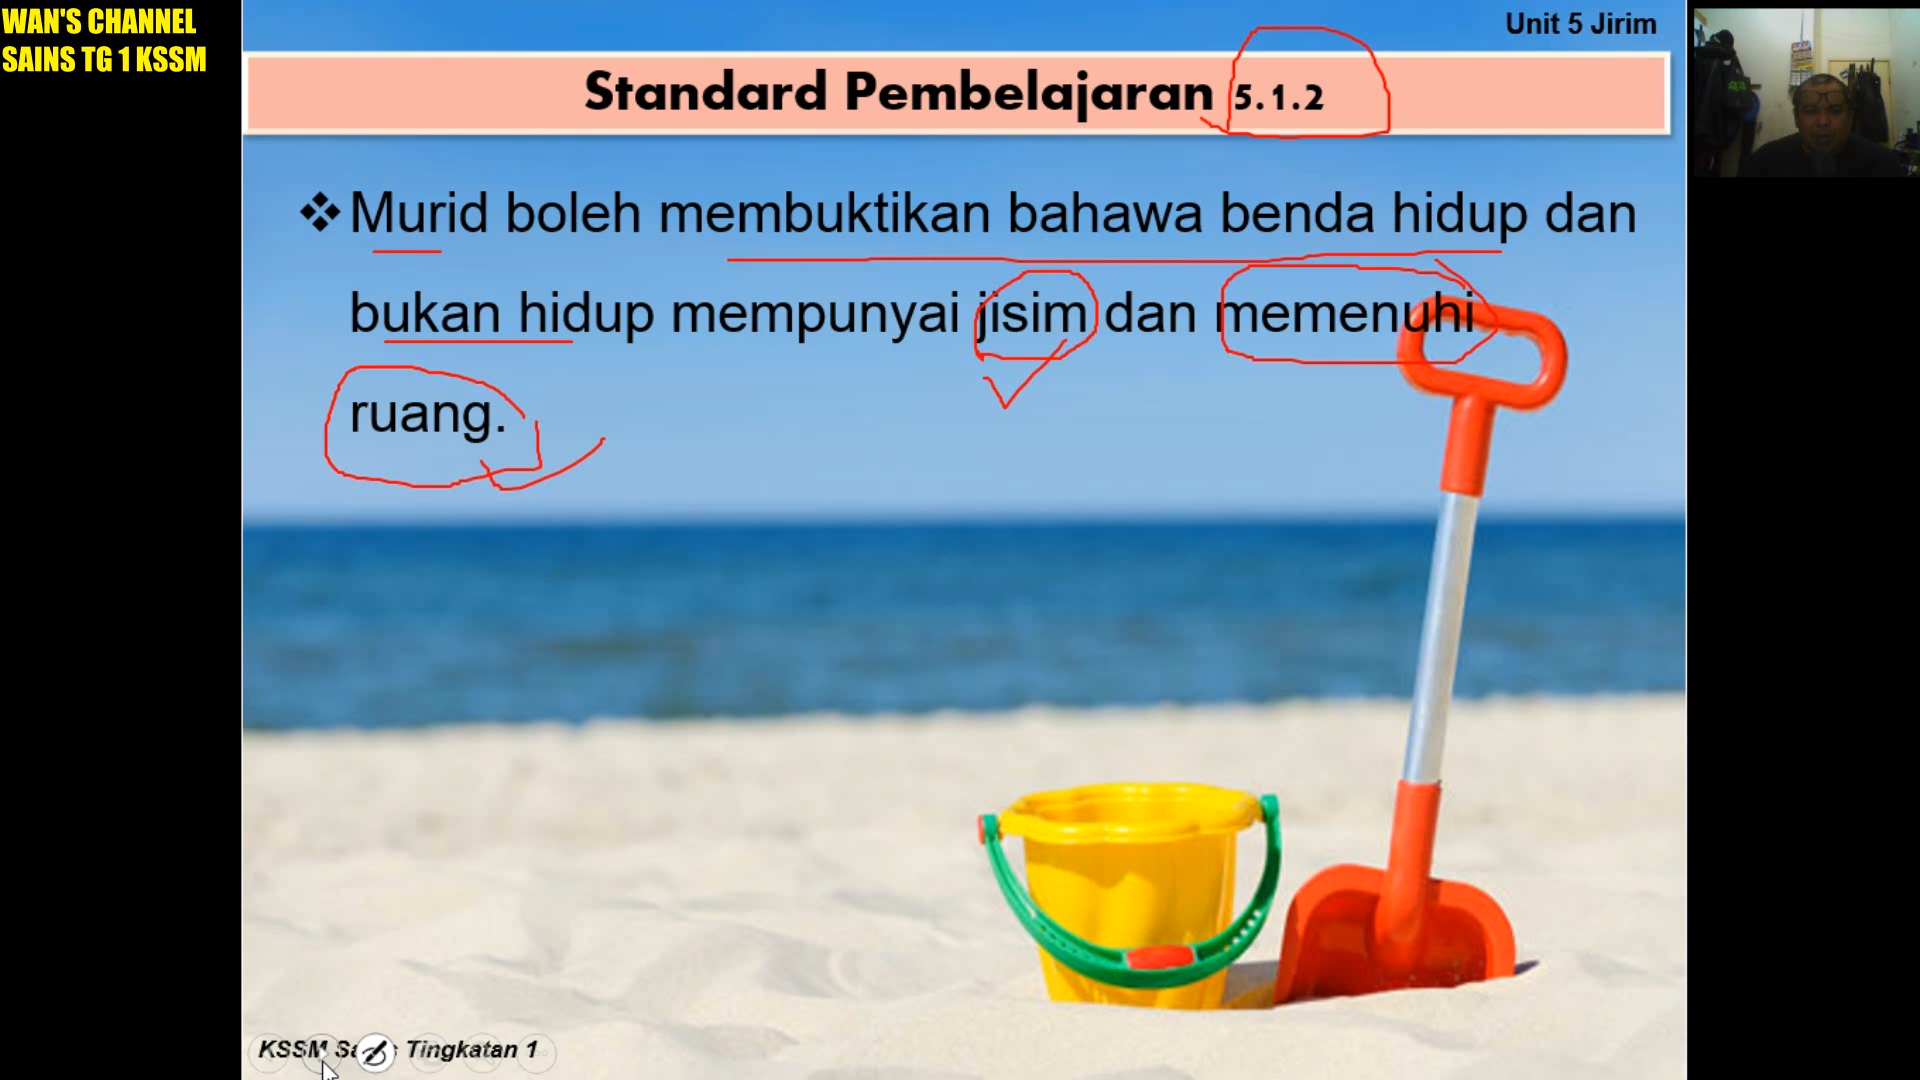 WAN'S CHANNEL
SAINS TG 1 KSSM
Unit 5 Jirim
Standard Pembelajaran 5.1.2
Murid boleh membuktikan bahawa benda hidup dan
bukan hidup mempunyai jisim dan memenuhi
ruang.
KSSM Tingkatan 1